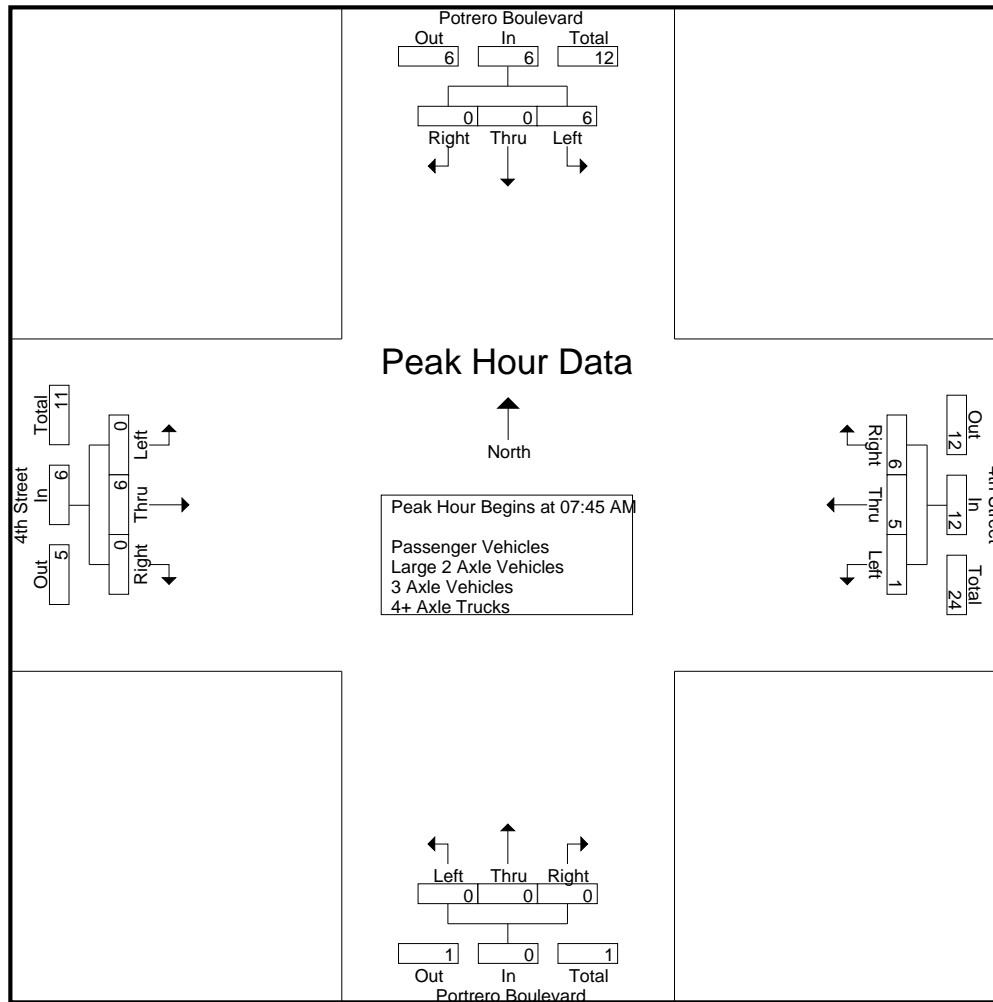 Potrero Boulevard
Out In Total
6 6 12
0 0 6
Right Thru Left
Peak Hour Data
North
Peak Hour Begins at 07:45 AM
Passenger Vehicles
Large 2 Axle Vehicles
3 Axle Vehicles
4+ Axle Trucks
4th Street
Out In Total
5 6 11
Right Thru Left
0 6 0
4th Street
Out In Total
12 12 24
Right Thru Left
6 5 1
Left Thru Right
0 0 0
1 0 1
Out In Total
Portrero Boulevard